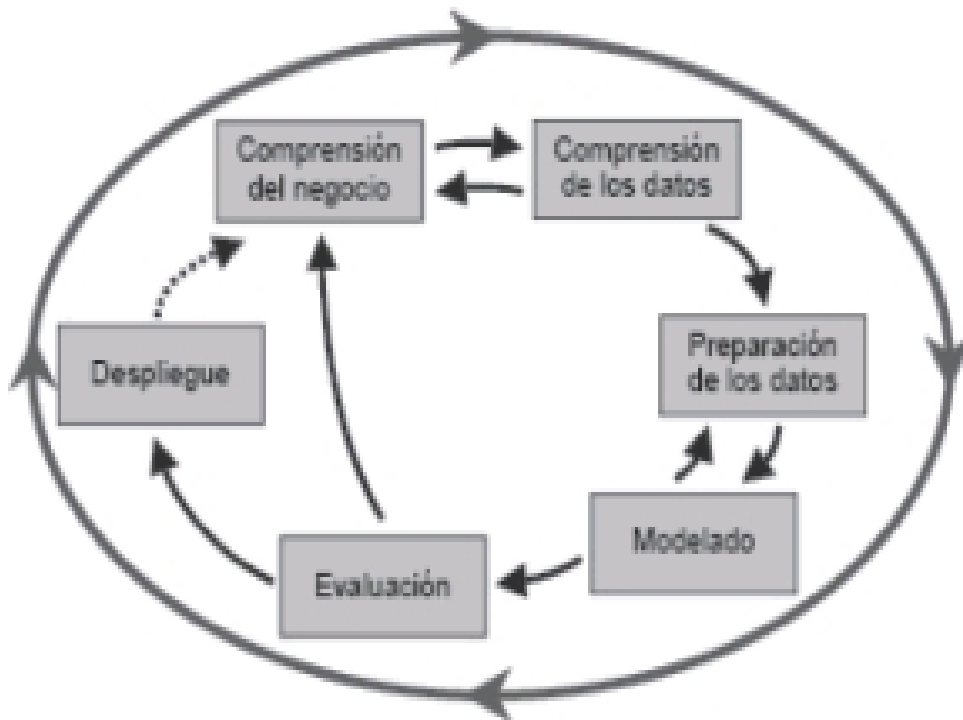 Comprensión
del negocio
Comprensión
de los datos
Preparación
de los datos
Modelado
Evaluación
Despliegue